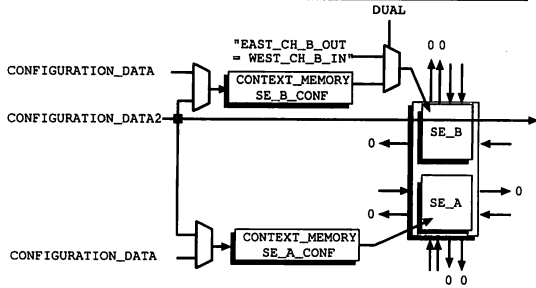 DUAL
"EAST_CH_B_OUT
= WEST_CH_B_IN"
0 0
CONFIGURATION_DATA
CONTEXT_MEMORY
SE_B_CONF
CONFIGURATION_DATA2
SE_B
0
0
SE_A
0
CONTEXT_MEMORY
SE_A_CONF
CONFIGURATION_DATA
0 0